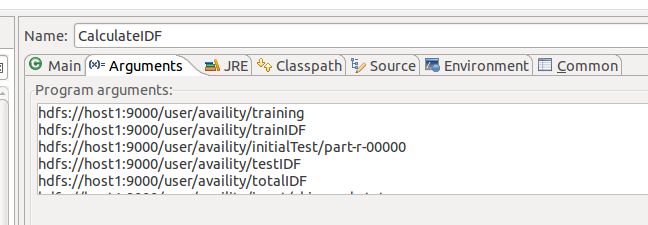 Name: CalculateIDF
Main (x)= Arguments JRE Classpath Source Environment Common
Program arguments:
hdfs://host1:9000/user/availity/training
hdfs://host1:9000/user/availity/trainIDF
hdfs://host1:9000/user/availity/initialTest/part-r-00000
hdfs://host1:9000/user/availity/testIDF
hdfs://host1:9000/user/availity/totalIDF